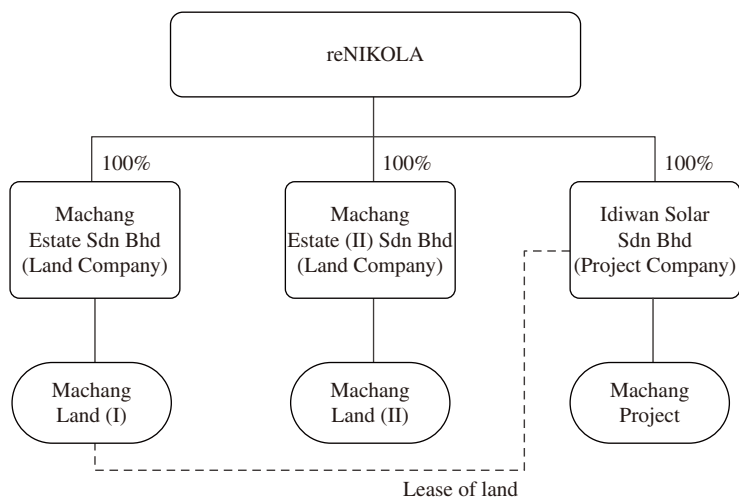 reNIKOLA
100%
100%
100%
Machang
Estate Sdn Bhd
(Land Company)
Machang
Estate (II) Sdn Bhd
(Land Company)
Idiwan Solar
Sdn Bhd
(Project Company)
Machang
Land (I)
Machang
Land (II)
Machang
Project
Lease of land